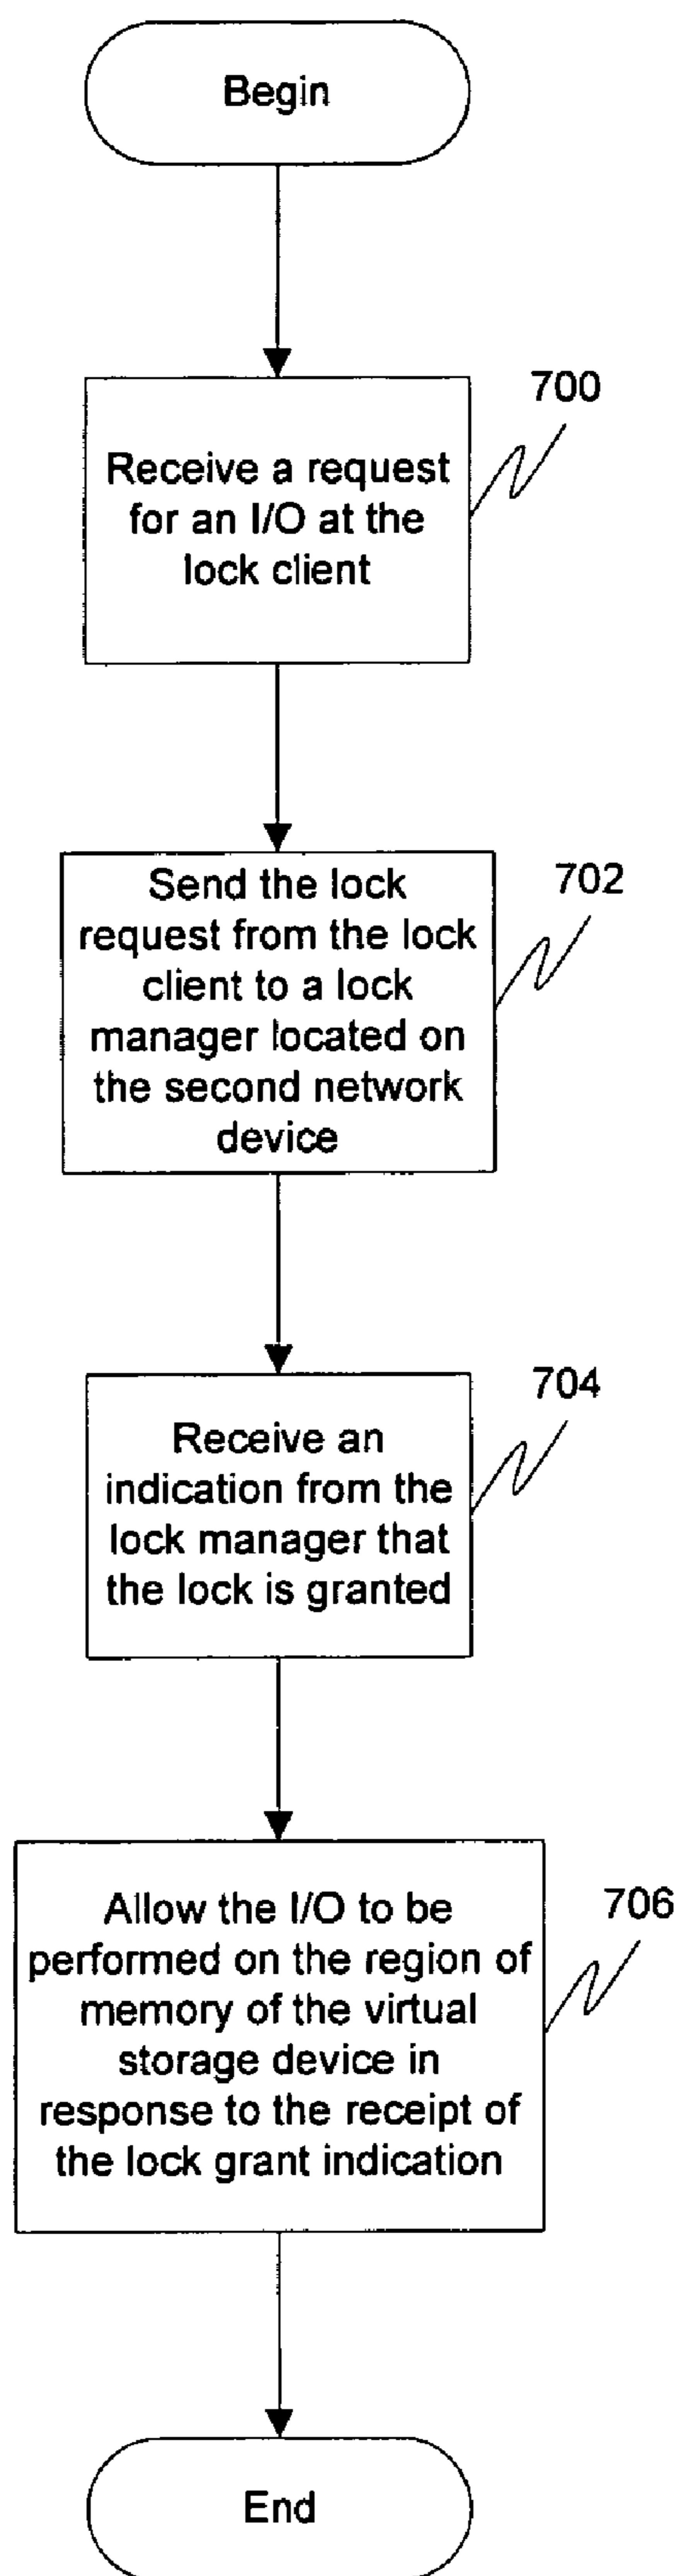 Begin
700
Receive a request
for an I/O at the
lock client
702
Send the lock
request from the lock
client to a lock
manager located on
the second network
device
704
Receive an
indication from the
lock manager that
the lock is granted
706
Allow the I/O to be
performed on the region of
memory of the virtual
storage device in
response to the receipt of
the lock grant indication
End